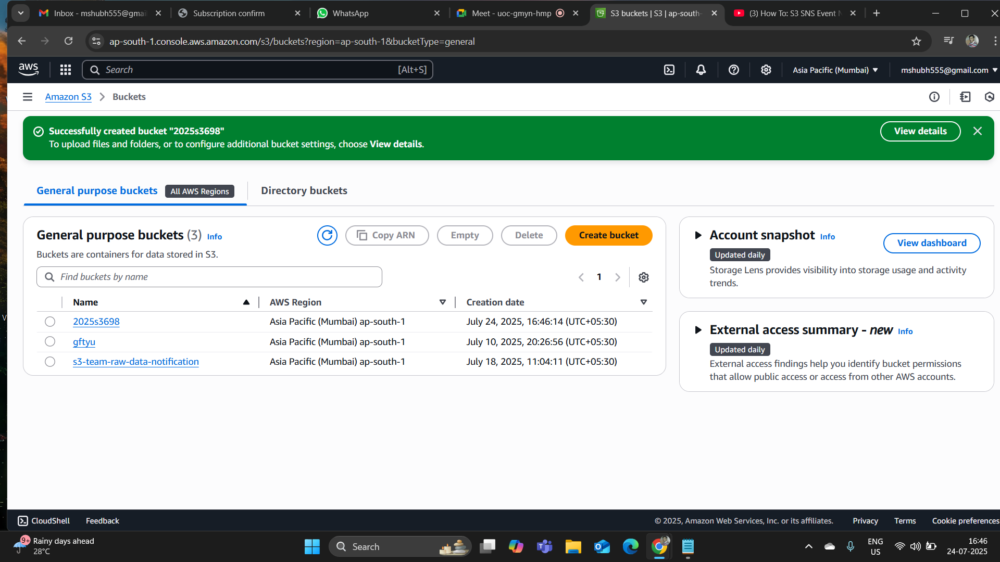 Inbox - mshubh555@gmai
Subscription confirm
WhatsApp
Meet - uoc-gmyn-hmp
S3 buckets | S3 | ap-south-
(3) How To: S3 SNS Event N
ap-south-1.console.aws.amazon.com/s3/buckets?region=ap-south-1&bucketType=general
aws
Search
[Alt+S]
Asia Pacific (Mumbai)
mshubh555@gmail.com
Amazon S3
Buckets
Successfully created bucket "2025s3698"
To upload files and folders, or to configure additional bucket settings, choose View details.
View details
General purpose buckets
All AWS Regions
Directory buckets
General purpose buckets (3) Info
Copy ARN
Empty
Delete
Create bucket
Buckets are containers for data stored in S3.
Find buckets by name
1
Name
AWS Region
Creation date
2025s3698 Asia Pacific (Mumbai) ap-south-1 July 24, 2025, 16:46:14 (UTC+05:30)
gftyu Asia Pacific (Mumbai) ap-south-1 July 10, 2025, 20:26:56 (UTC+05:30)
s3-team-raw-data-notification Asia Pacific (Mumbai) ap-south-1 July 18, 2025, 11:04:11 (UTC+05:30)
Account snapshot Info
View dashboard
Updated daily
Storage Lens provides visibility into storage usage and activity
trends.
External access summary - new Info
Updated daily
External access findings help you identify bucket permissions
that allow public access or access from other AWS accounts.
CloudShell
Feedback
© 2025, Amazon Web Services, Inc. or its affiliates.
Privacy
Terms
Cookie preferences
9+
Rainy days ahead
28°C
Search
ENG
US
16:46
24-07-2025